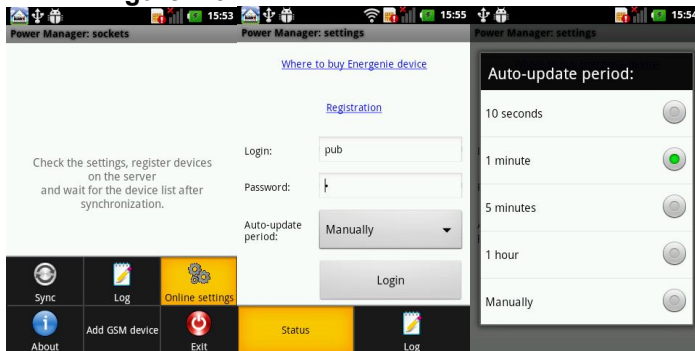 15:53
Power Manager: sockets
Check the settings, register devices
on the server
and wait for the device list after
synchronization.
Sync
Log
Online settings
About
Add GSM device
Exit
15:55
Power Manager: settings
Where to buy Energenie device
Registration
Login:
pub
Password:
Auto-update
period:
Manually
Login
Status
Log
15:54
Power Manager: settings
Auto-update period:
10 seconds
1 minute
5 minutes
1 hour
Manually